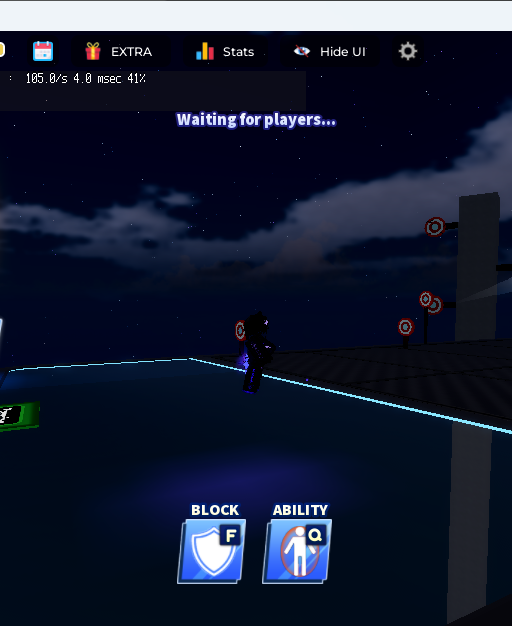 EXTRA Stats Hide UI
: 105.0/s 4.0 msec 41%
Waiting for players...
BLOCK ABILITY
F Q